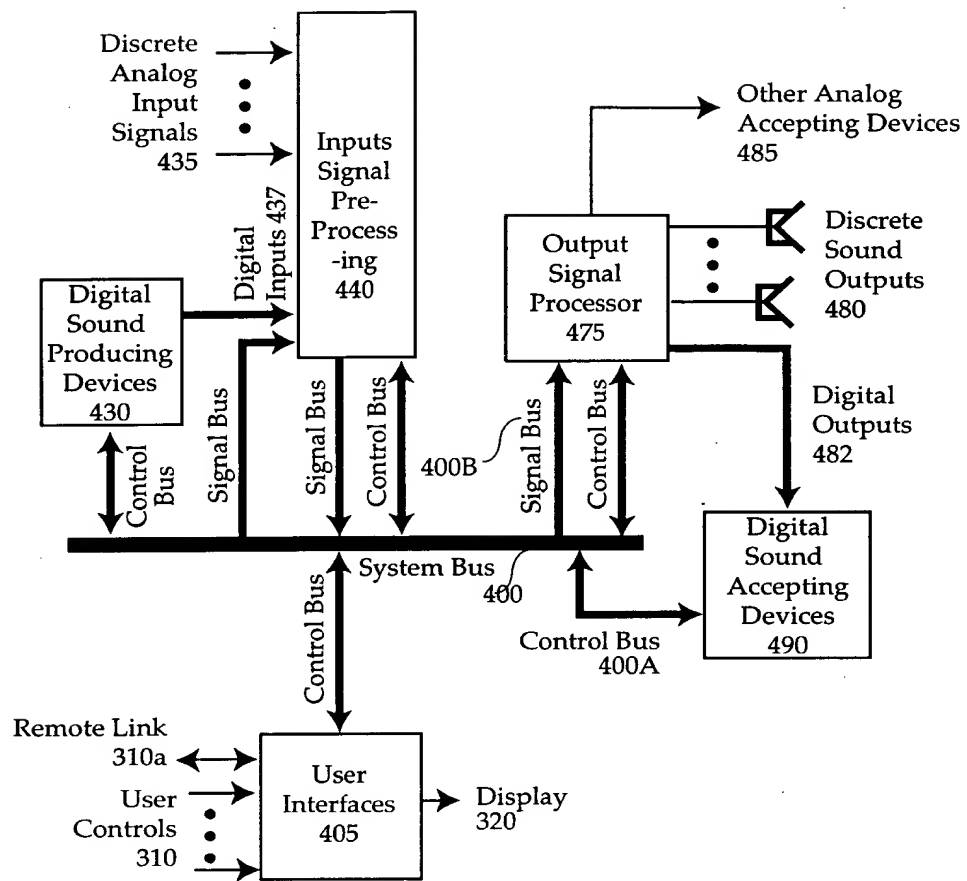 Discrete
Analog
Input
Signals
435
Inputs
Signal
Pre-
Process-
-ing
440
Digital
Inputs 437
Other Analog
Accepting Devices
485
Output
Signal
Processor
475
Discrete
Sound
Outputs
480
Digital
Sound
Producing
Devices
430
Digital
Outputs
482
Control
Bus
Signal Bus
Signal Bus
Control Bus
400B
Signal Bus
Control Bus
System Bus
400
Digital
Sound
Accepting
Devices
490
Control Bus
400A
Control Bus
Remote Link
310a
User
Controls
310
User
Interfaces
405
Display
320